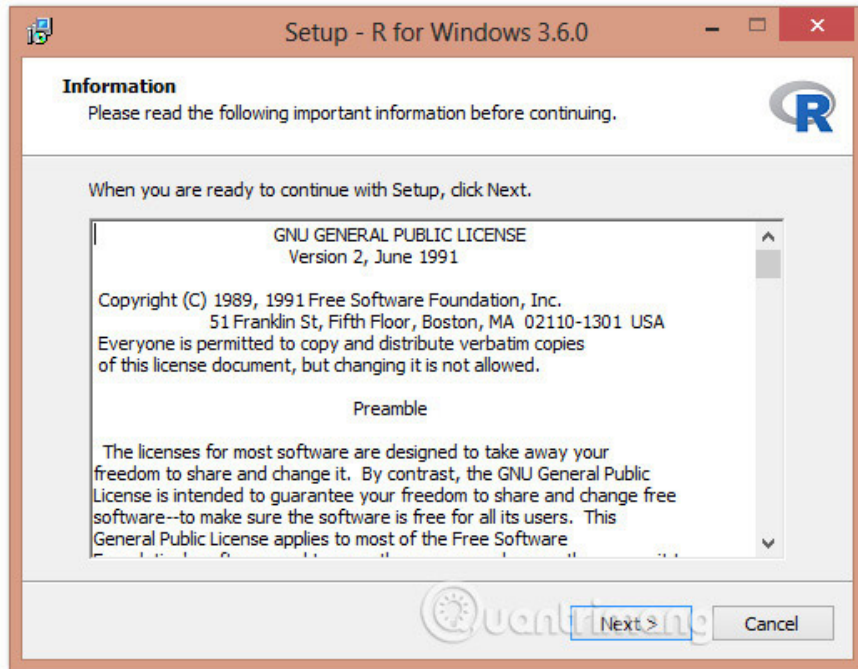 Setup - R for Windows 3.6.0
Information
Please read the following important information before continuing.
R
When you are ready to continue with Setup, click Next.
GNU GENERAL PUBLIC LICENSE
Version 2, June 1991
Copyright (C) 1989, 1991 Free Software Foundation, Inc.
51 Franklin St, Fifth Floor, Boston, MA 02110-1301 USA
Everyone is permitted to copy and distribute verbatim copies
of this license document, but changing it is not allowed.
Preamble
The licenses for most software are designed to take away your
freedom to share and change it. By contrast, the GNU General Public
License is intended to guarantee your freedom to share and change free
software--to make sure the software is free for all its users. This
General Public License applies to most of the Free Software
Quantrimang
Next >
Cancel